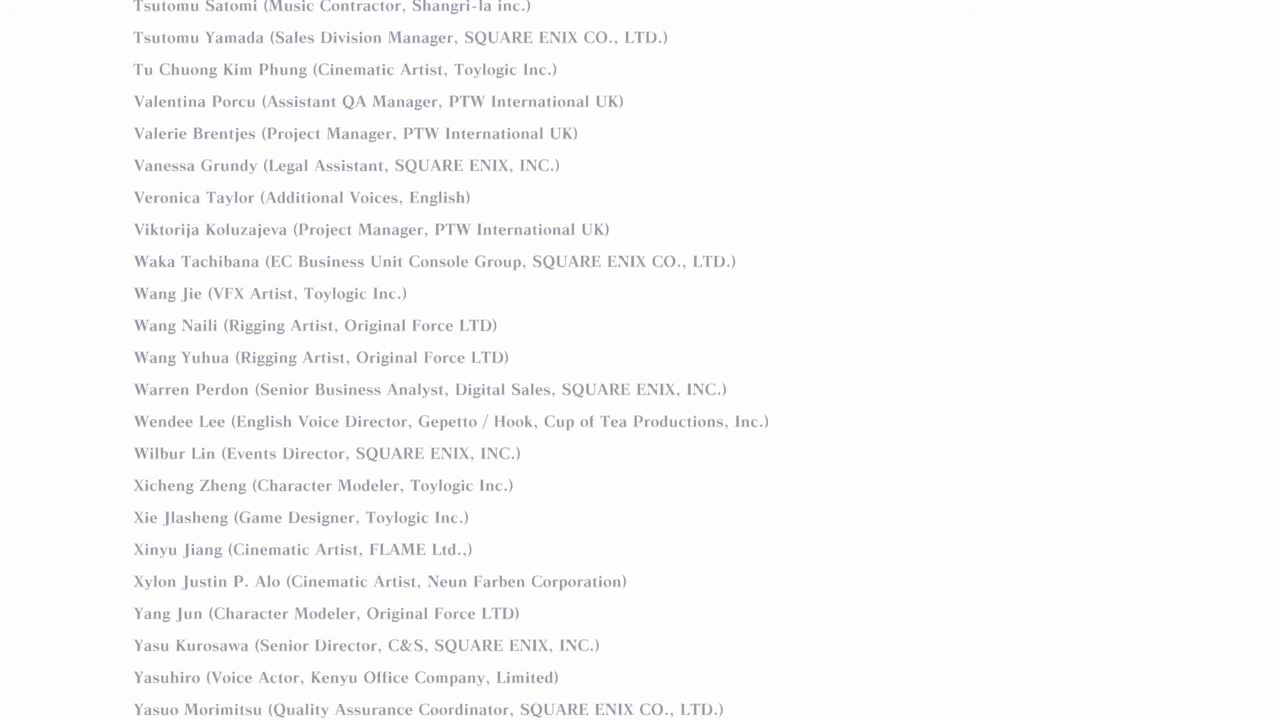 Tsutomu Satomi (Music Contractor, Shangri-la inc.)
Tsutomu Yamada (Sales Division Manager, SQUARE ENIX CO., LTD.)
Tu Chuong Kim Phung (Cinematic Artist, Toylogic Inc.)
Valentina Porcu (Assistant QA Manager, PTW International UK)
Valerie Brentjes (Project Manager, PTW International UK)
Vanessa Grundy (Legal Assistant, SQUARE ENIX, INC.)
Veronica Taylor (Additional Voices, English)
Viktorija Koluzajeva (Project Manager, PTW International UK)
Waka Tachibana (EC Business Unit Console Group, SQUARE ENIX CO., LTD.)
Wang Jie (VFX Artist, Toylogic Inc.)
Wang Naili (Rigging Artist, Original Force LTD)
Wang Yuhua (Rigging Artist, Original Force LTD)
Warren Perdon (Senior Business Analyst, Digital Sales, SQUARE ENIX, INC.)
Wendee Lee (English Voice Director, Gepetto / Hook, Cup of Tea Productions, Inc.)
Wilbur Lin (Events Director, SQUARE ENIX, INC.)
Xicheng Zheng (Character Modeler, Toylogic Inc.)
Xie Jlasheng (Game Designer, Toylogic Inc.)
Xinyu Jiang (Cinematic Artist, FLAME Ltd.,)
Xylon Justin P. Alo (Cinematic Artist, Neun Farben Corporation)
Yang Jun (Character Modeler, Original Force LTD)
Yasu Kurosawa (Senior Director, C&S, SQUARE ENIX, INC.)
Yasuhiro (Voice Actor, Kenyu Office Company, Limited)
Yasuo Morimitsu (Quality Assurance Coordinator, SQUARE ENIX CO., LTD.)